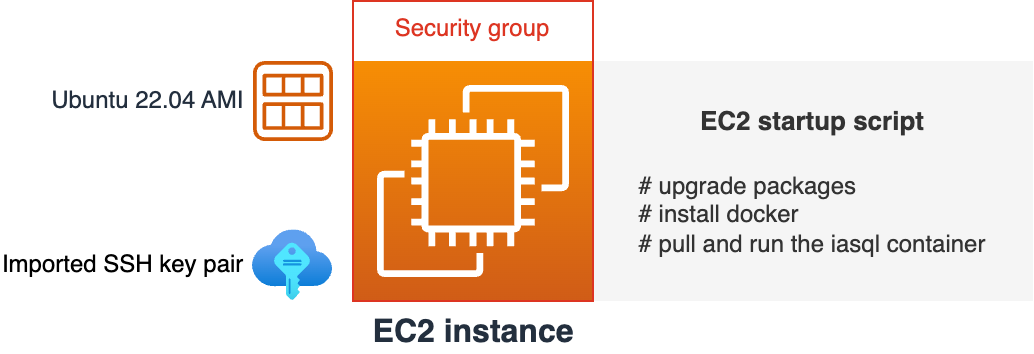 Security group
Ubuntu 22.04 AMI
EC2 startup script
# upgrade packages
# install docker
# pull and run the iasql container
Imported SSH key pair
EC2 instance